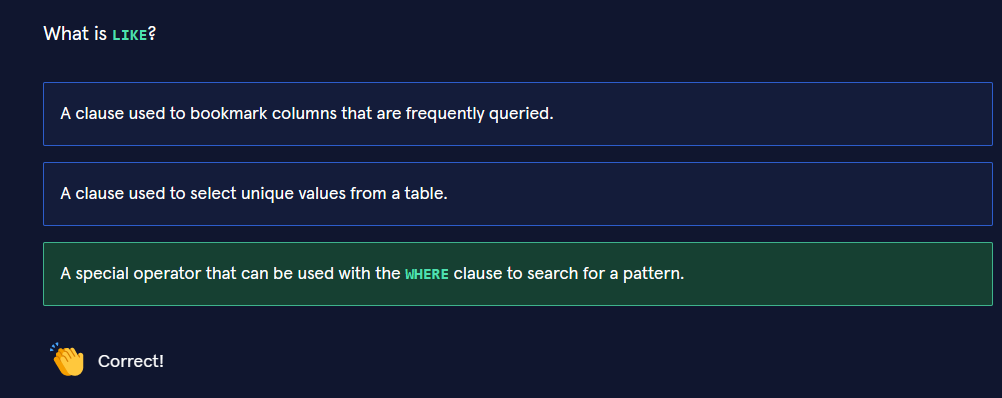 What is LIKE?
A clause used to bookmark columns that are frequently queried.
A clause used to select unique values from a table.
A special operator that can be used with the WHERE clause to search for a pattern.
Correct!